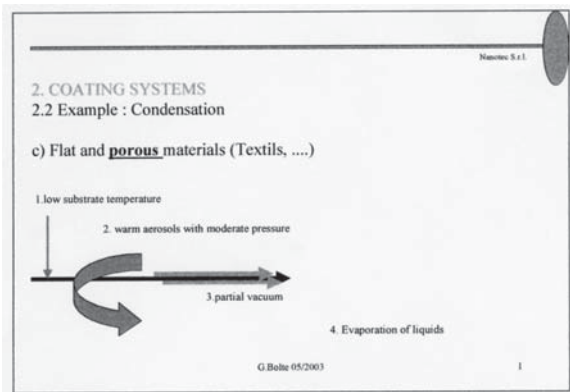 Nanotec S.r.l.
2. COATING SYSTEMS
2.2 Example : Condensation
c) Flat and porous materials (Textils, ....)
1.low substrate temperature
2. warm aerosols with moderate pressure
3.partial vacuum
4. Evaporation of liquids
G.Bolte 05/2003
1